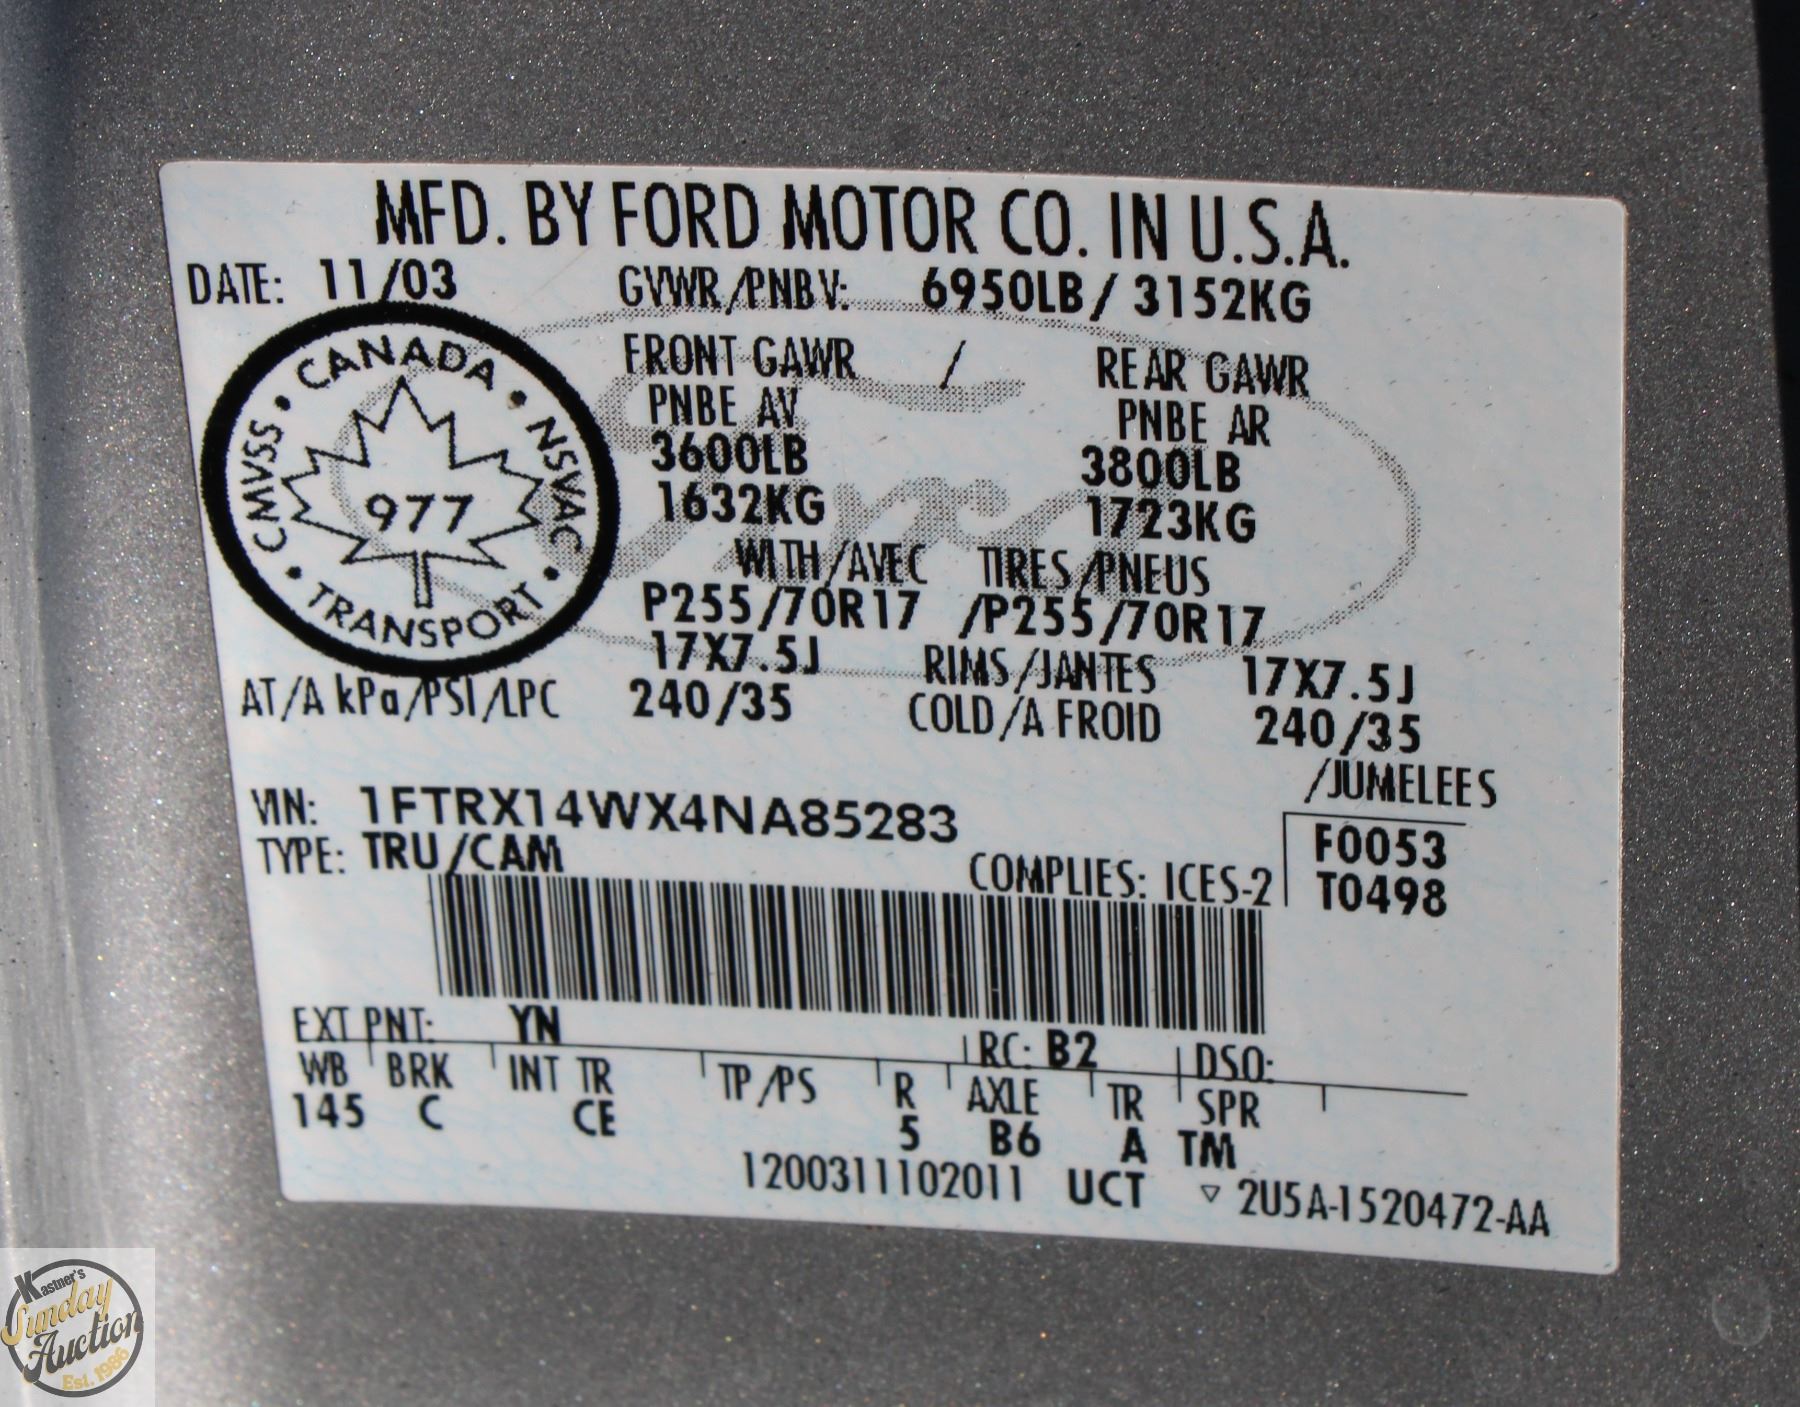 MFD. BY FORD MOTOR CO. IN U.S.A.
DATE: 11/03 GVWR/PNBV: 6950LB/ 3152KG
CANADA • NSVAC • TRANSPORT • CMVSS •
977
Ford
FRONT GAWR / REAR GAWR
PNBE AV PNBE AR
3600LB 3800LB
1632KG 1723KG
WITH/AVEC TIRES/PNEUS
P255/70R17 /P255/70R17
17X7.5J RIMS/JANTES 17X7.5J
AT/A kPa/PSI/LPC 240/35 COLD/A FROID 240/35
/JUMELEES
VIN: 1FTRX14WX4NA85283
TYPE: TRU/CAM COMPLIES: ICES-2
F0053
T0498
EXT PNT: YN RC: B2 DSO:
WB BRK INT TR TP/PS R AXLE TR SPR
145 C CE 5 B6 A TM
1200311102011 UCT ▽ 2U5A-1520472-AA
Kastner's
Sunday
Auction
Est. 1986